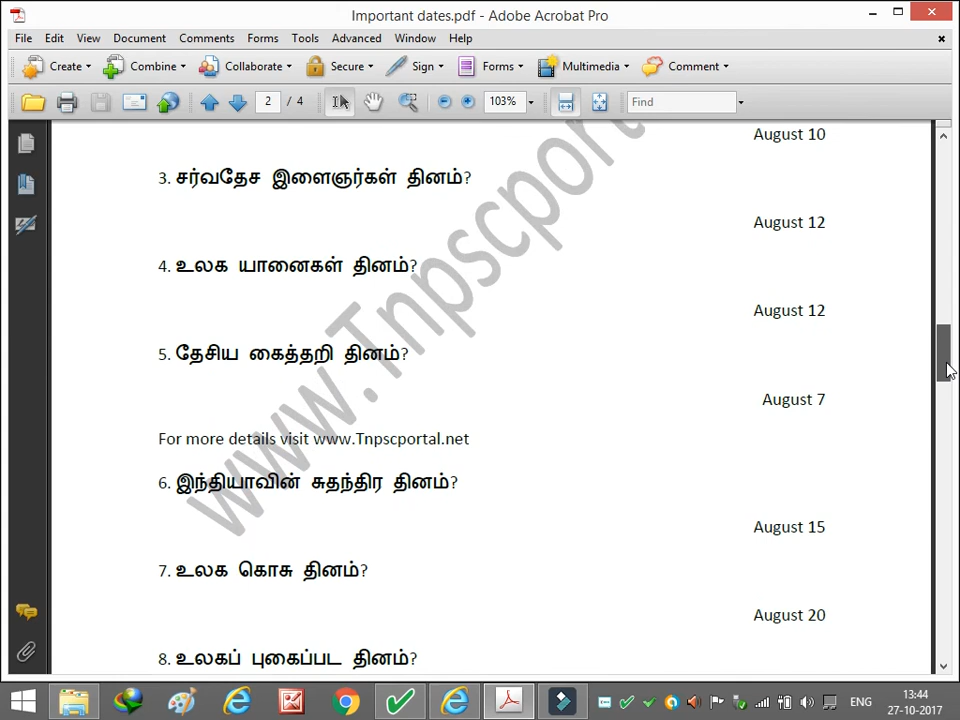 Important dates.pdf - Adobe Acrobat Pro
File Edit View Document Comments Forms Tools Advanced Window Help
Create Combine Collaborate Secure Sign Forms Multimedia Comment
2 / 4 103% Find
August 10
3. சர்வதேச இளைஞர்கள் தினம்?
August 12
4. உலக யானைகள் தினம்?
August 12
5. தேசிய கைத்தறி தினம்?
August 7
For more details visit www.Tnpscportal.net
6. இந்தியாவின் சுதந்திர தினம்?
August 15
7. உலக கொசு தினம்?
August 20
8. உலகப் புகைப்பட தினம்?
www.Tnpscport
ENG
13:44
27-10-2017